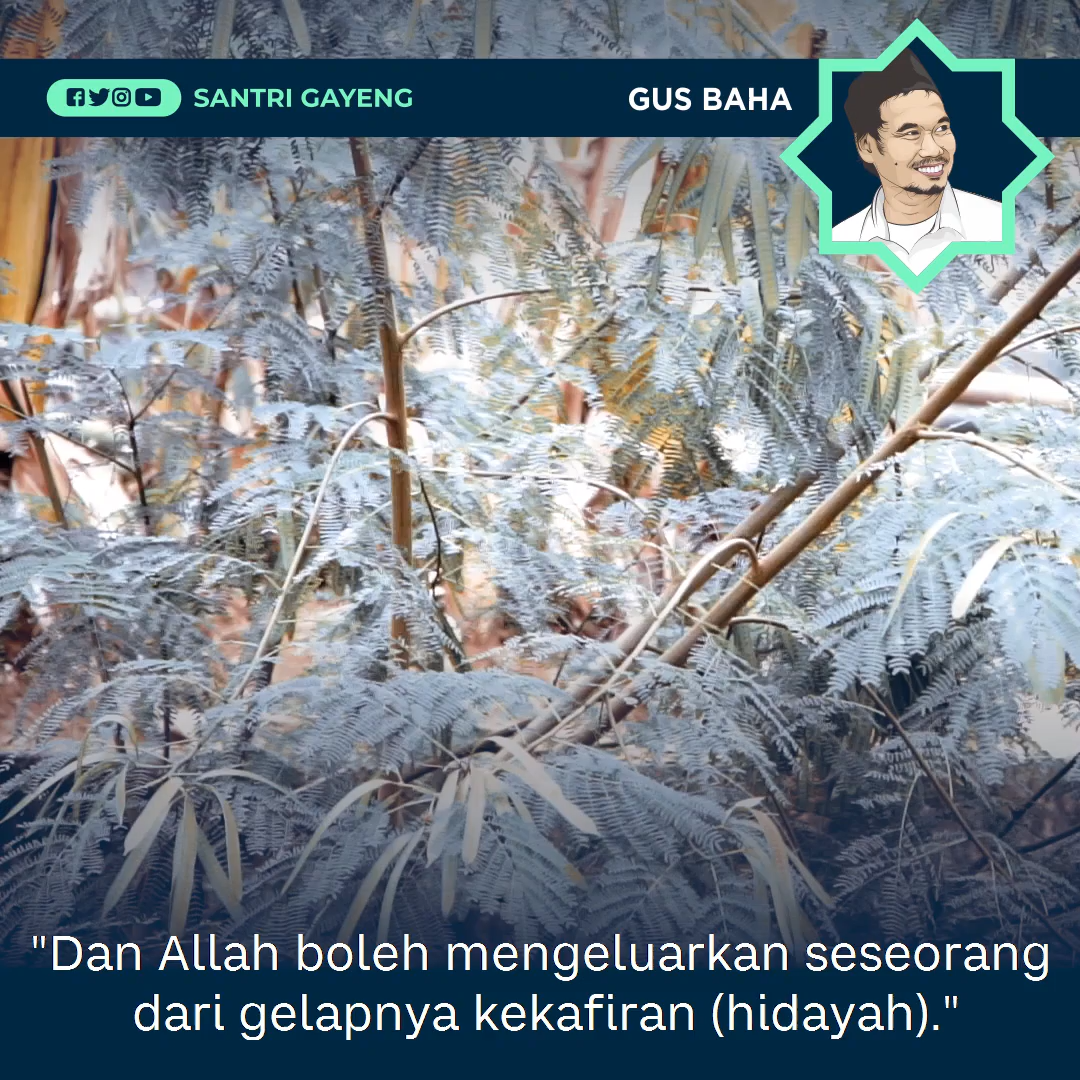 SANTRI GAYENG
GUS BAHA
"Dan Allah boleh mengeluarkan seseorang
dari gelapnya kekafiran (hidayah)."